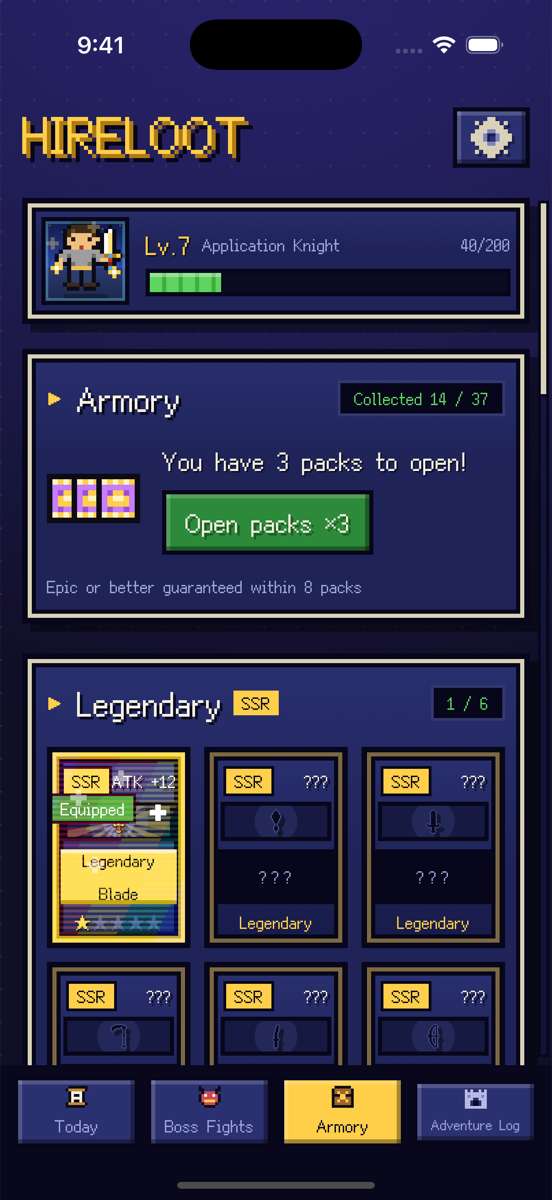 9:41
HIRELOOT
Lv.7 Application Knight 40/200
Armory
Collected 14 / 37
You have 3 packs to open!
Open packs ×3
Epic or better guaranteed within 8 packs
Legendary SSR 1 / 6
SSR ATK +12
Equipped
Legendary
Blade
SSR ???
???
Legendary
SSR ???
???
Legendary
SSR ???
SSR ???
SSR ???
Today
Boss Fights
Armory
Adventure Log